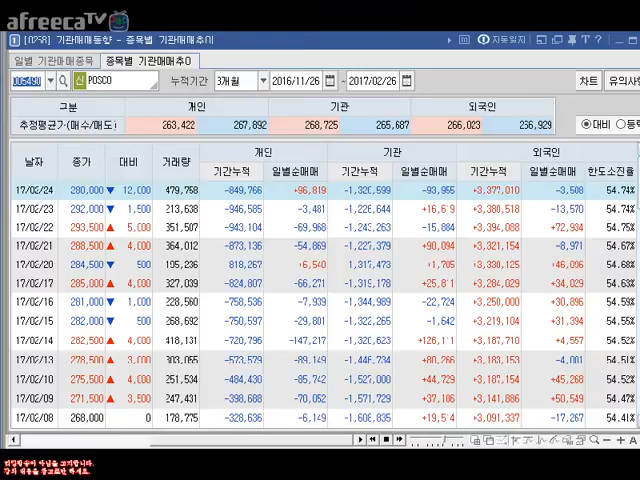 afreecaTV
[0258] 기관매매동향 - 종목별 기관매매추이
일별 기관매매종목 종목별 기관매매추이
005490 신 POSCO 누적기간 3개월 2016/11/26 ~2017/02/26 차트 유의사
구분 개인 기관 외국인
추정평균가(매수/매도) 263,422 267,892 268,725 265,687 266,023 256,929 대비
날자 종가 대비 거래량 개인 기관 외국인
기간누적 일별순매매 기간누적 일별순매매 기간누적 일별순매매 한도소진율
17/02/24 280,000 ▼ 12,000 479,758 -849,766 +96,819 -1,320,599 -93,955 +3,377,010 -3,508 54.74%
17/02/23 292,000 ▼ 1,500 213,638 -946,585 -3,481 -1,226,644 +3,380,518 -13,570 54.74%
17/02/22 293,500 ▲ 5,000 351,507 -943,104 -69,968 -1,243,263 -15,884 +3,394,088 +72,934 54.75%
17/02/21 288,500 ▲ 4,000 364,012 -873,136 -54,869 -1,227,379 +90,094 +3,321,154 -8,971 54.67%
17/02/20 284,500 ▼ 500 195,236 818,267 +6,540 1,317,473 +1,705 +3,330,125 +46,096 54.68%
17/02/17 285,000 ▲ 4,000 327,039 -824,807 -66,271 -1,319,178 +3,284,029 +34,029 54.63%
17/02/16 281,000 ▼ 1,000 228,560 -758,536 -7,939 -1,344,989 -22,724 +3,250,000 +30,896 54.59%
17/02/15 282,000 ▼ 500 268,692 -750,597 -29,801 -1,322,265 -1,642 +3,219,104 +31,394 54.55%
17/02/14 282,500 ▲ 4,000 418,131 -720,796 -147,217 -1,320,623 +3,187,710 +4,557 54.52%
17/02/13 278,500 ▲ 3,000 303,055 -573,579 -89,149 -1,446,734 +80,266 +3,183,153 -4,001 54.51%
17/02/10 275,500 ▲ 4,000 251,534 -484,430 -85,742 -1,527,000 +44,729 +3,187,154 +45,268 54.52%
17/02/09 271,500 ▲ 3,500 247,431 -398,688 -70,052 -1,571,729 +37,106 +3,141,886 +50,549 54.47%
17/02/08 268,000 0 178,775 -328,636 -6,149 -1,608,835 +3,091,337 -17,267 54.41%